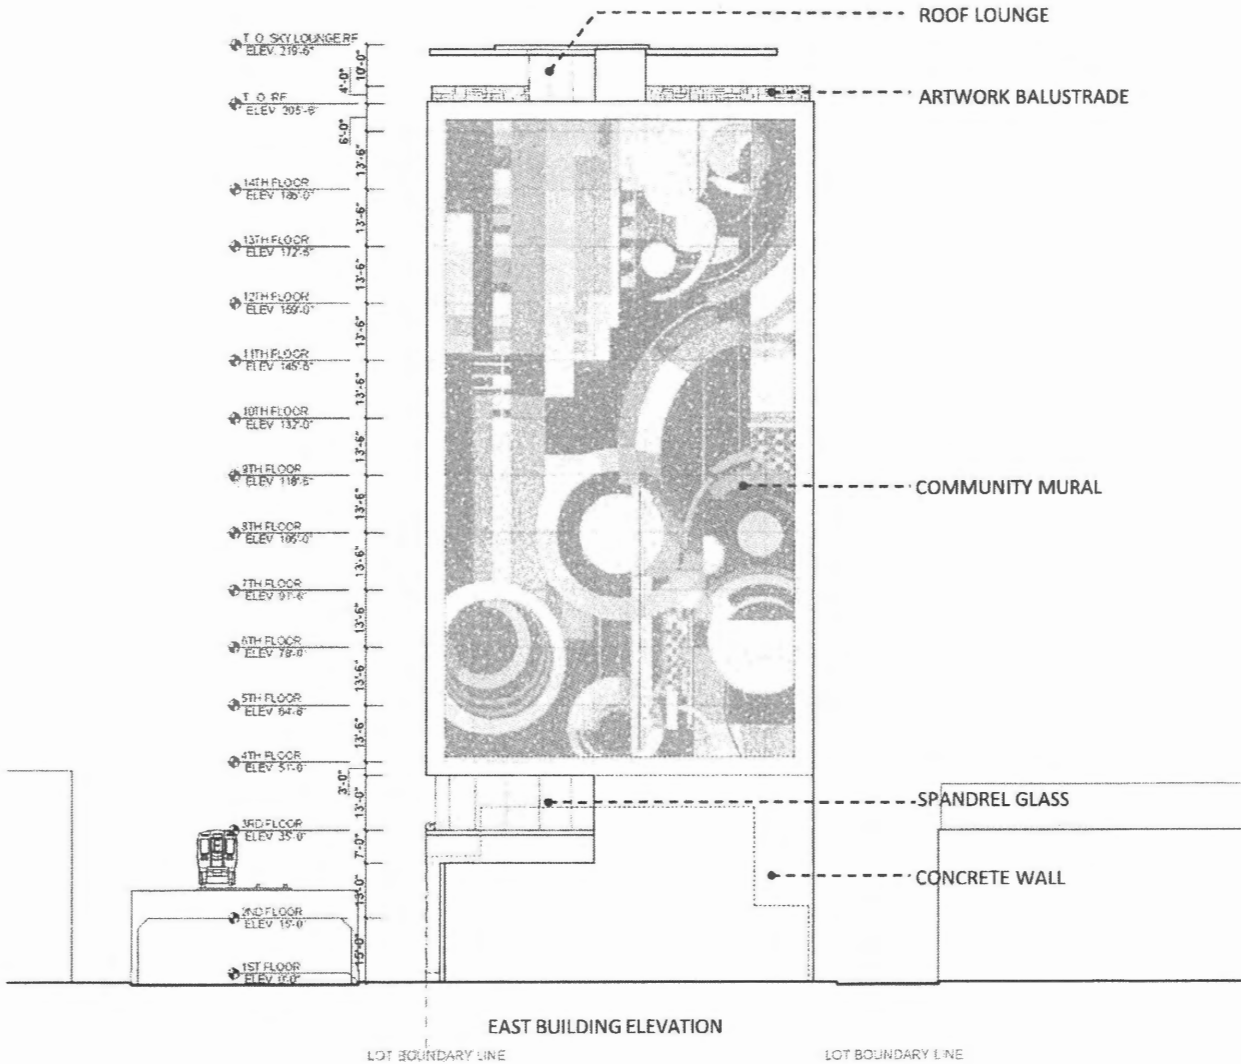 ROOF LOUNGE
T. O. SKY LOUNGE RF
ELEV. 219'-6"
10'-0"
4'-0"
ARTWORK BALUSTRADE
T. O. RF
ELEV. 205'-6"
6'-0"
13'-6"
14TH FLOOR
ELEV. 186'-0"
13'-6"
13TH FLOOR
ELEV. 172'-6"
13'-6"
12TH FLOOR
ELEV. 159'-0"
13'-6"
11TH FLOOR
ELEV. 145'-6"
13'-6"
10TH FLOOR
ELEV. 132'-0"
13'-6"
9TH FLOOR
ELEV. 118'-6"
COMMUNITY MURAL
13'-6"
8TH FLOOR
ELEV. 105'-0"
13'-6"
7TH FLOOR
ELEV. 91'-6"
13'-6"
6TH FLOOR
ELEV. 78'-0"
13'-6"
5TH FLOOR
ELEV. 64'-6"
13'-6"
4TH FLOOR
ELEV. 51'-0"
3'-0"
13'-0"
SPANDREL GLASS
3RD FLOOR
ELEV. 35'-0"
7'-0"
CONCRETE WALL
13'-0"
2ND FLOOR
ELEV. 15'-0"
15'-0"
1ST FLOOR
ELEV. 0'-0"
EAST BUILDING ELEVATION
LOT BOUNDARY LINE
LOT BOUNDARY LINE